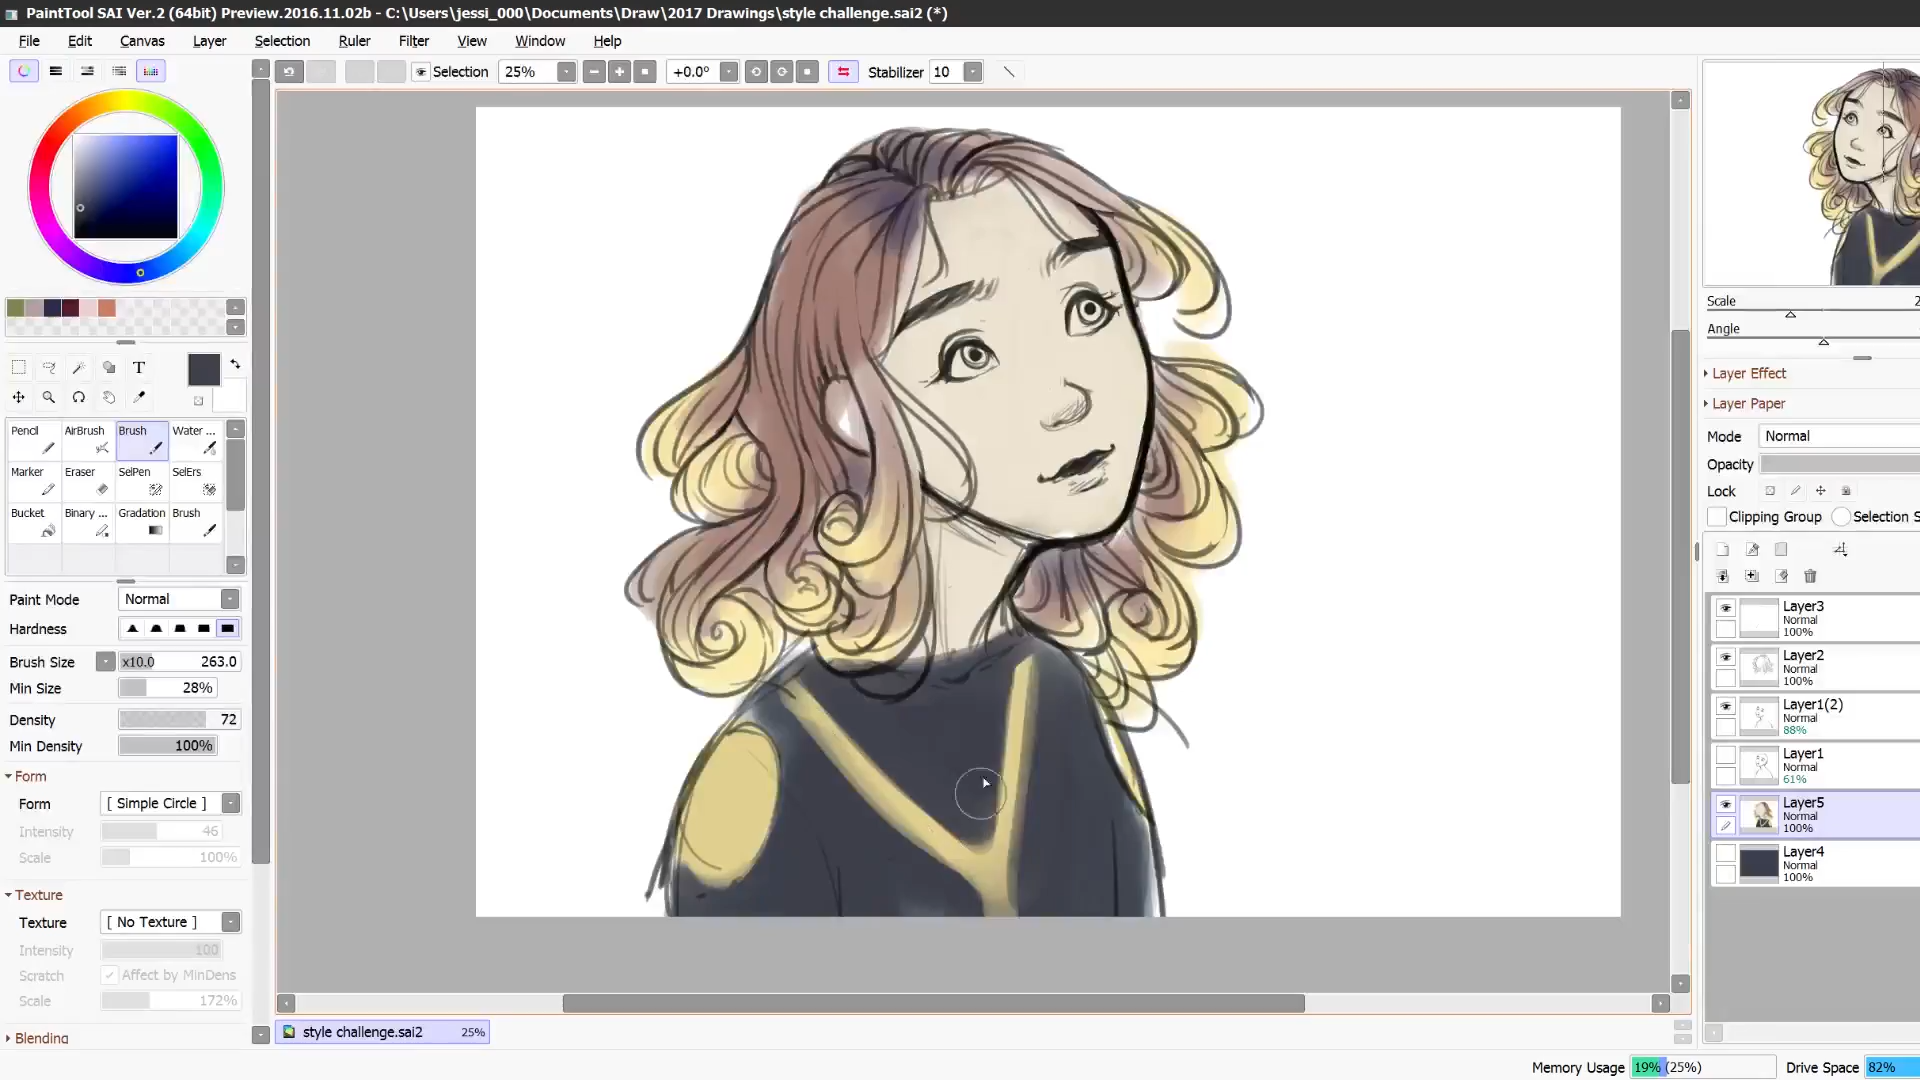 PaintTool SAI Ver.2 (64bit) Preview.2016.11.02b - C:\Users\jessi_000\Documents\Draw\2017 Drawings\style challenge.sai2 (*)
File Edit Canvas Layer Selection Ruler Filter View Window Help
Selection 25% +0.0° Stabilizer 10
T
Pencil AirBrush Brush Water ...
Marker Eraser SelPen SelErs
Bucket Binary ... Gradation Brush
Paint Mode Normal
Hardness
Brush Size x10.0 263.0
Min Size 28%
Density 72
Min Density 100%
Form
Form [ Simple Circle ]
Intensity 46
Scale 100%
Texture
Texture [ No Texture ]
Intensity 100
Scratch Affect by MinDens
Scale 172%
Blending
style challenge.sai2 25%
Scale 2
Angle
Layer Effect
Layer Paper
Mode Normal
Opacity
Lock
Clipping Group Selection S
Layer3
Normal
100%
Layer2
Normal
100%
Layer1(2)
Normal
88%
Layer1
Normal
61%
Layer5
Normal
100%
Layer4
Normal
100%
Memory Usage 19% (25%) Drive Space 82%